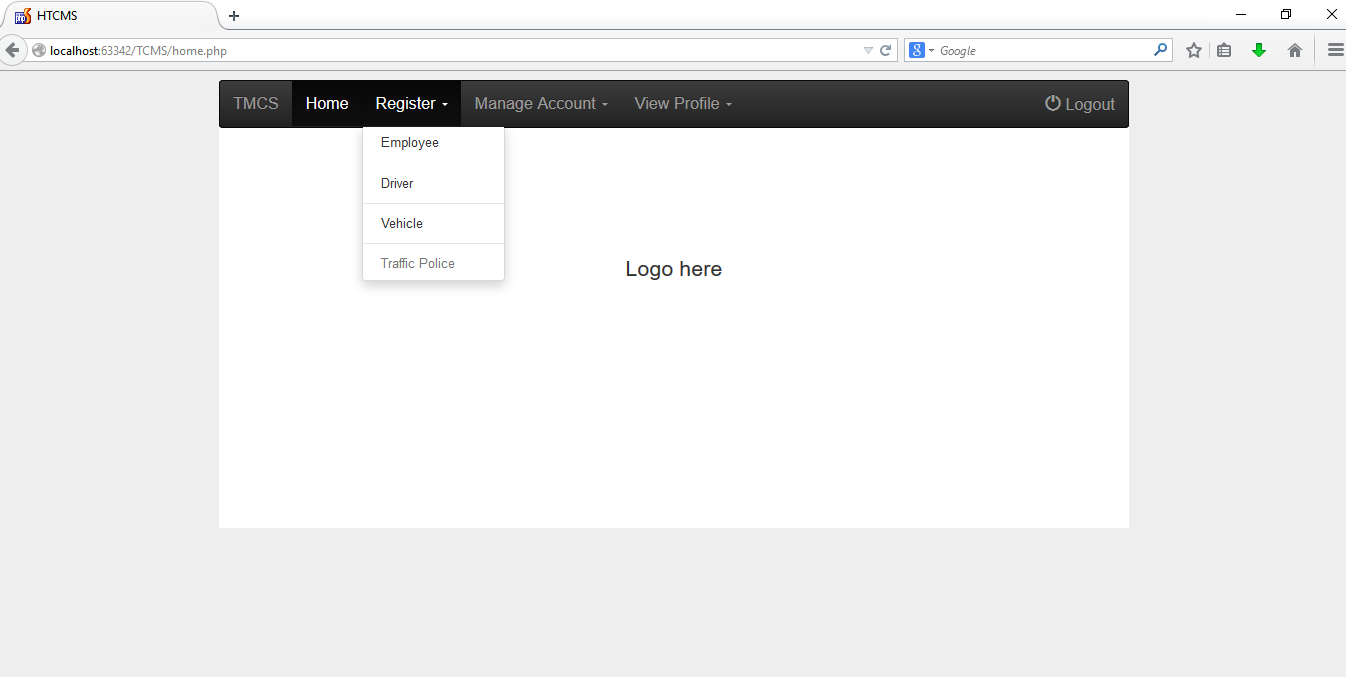 HTCMS
localhost:63342/TCMS/home.php
Google
TMCS Home Register Manage Account View Profile Logout
Employee
Driver
Vehicle
Traffic Police
Logo here